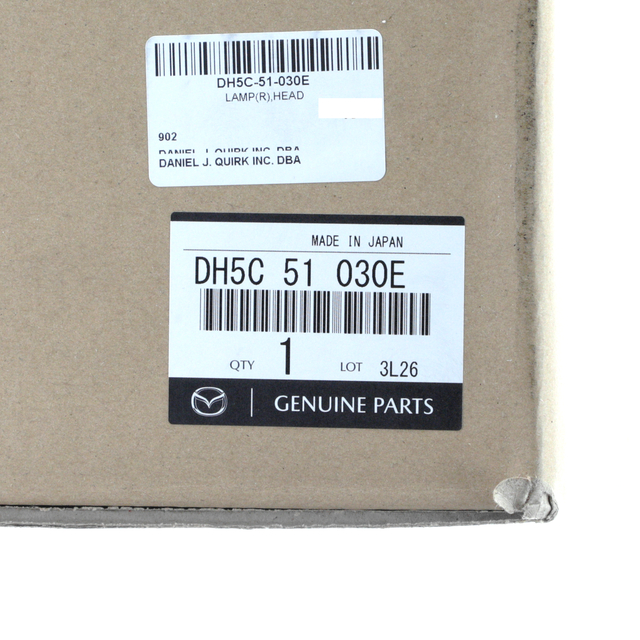 DH5C-51-030E
LAMP(R),HEAD
902
DANIEL J. QUIRK INC. DBA
DANIEL J. QUIRK INC. DBA
MADE IN JAPAN
DH5C 51 030E
QTY 1 LOT 3L26
GENUINE PARTS